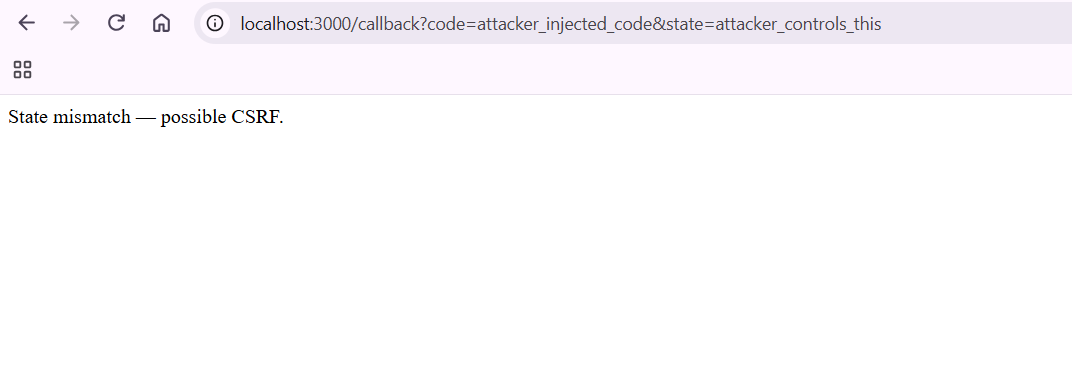 localhost:3000/callback?code=attacker_injected_code&state=attacker_controls_this
State mismatch — possible CSRF.